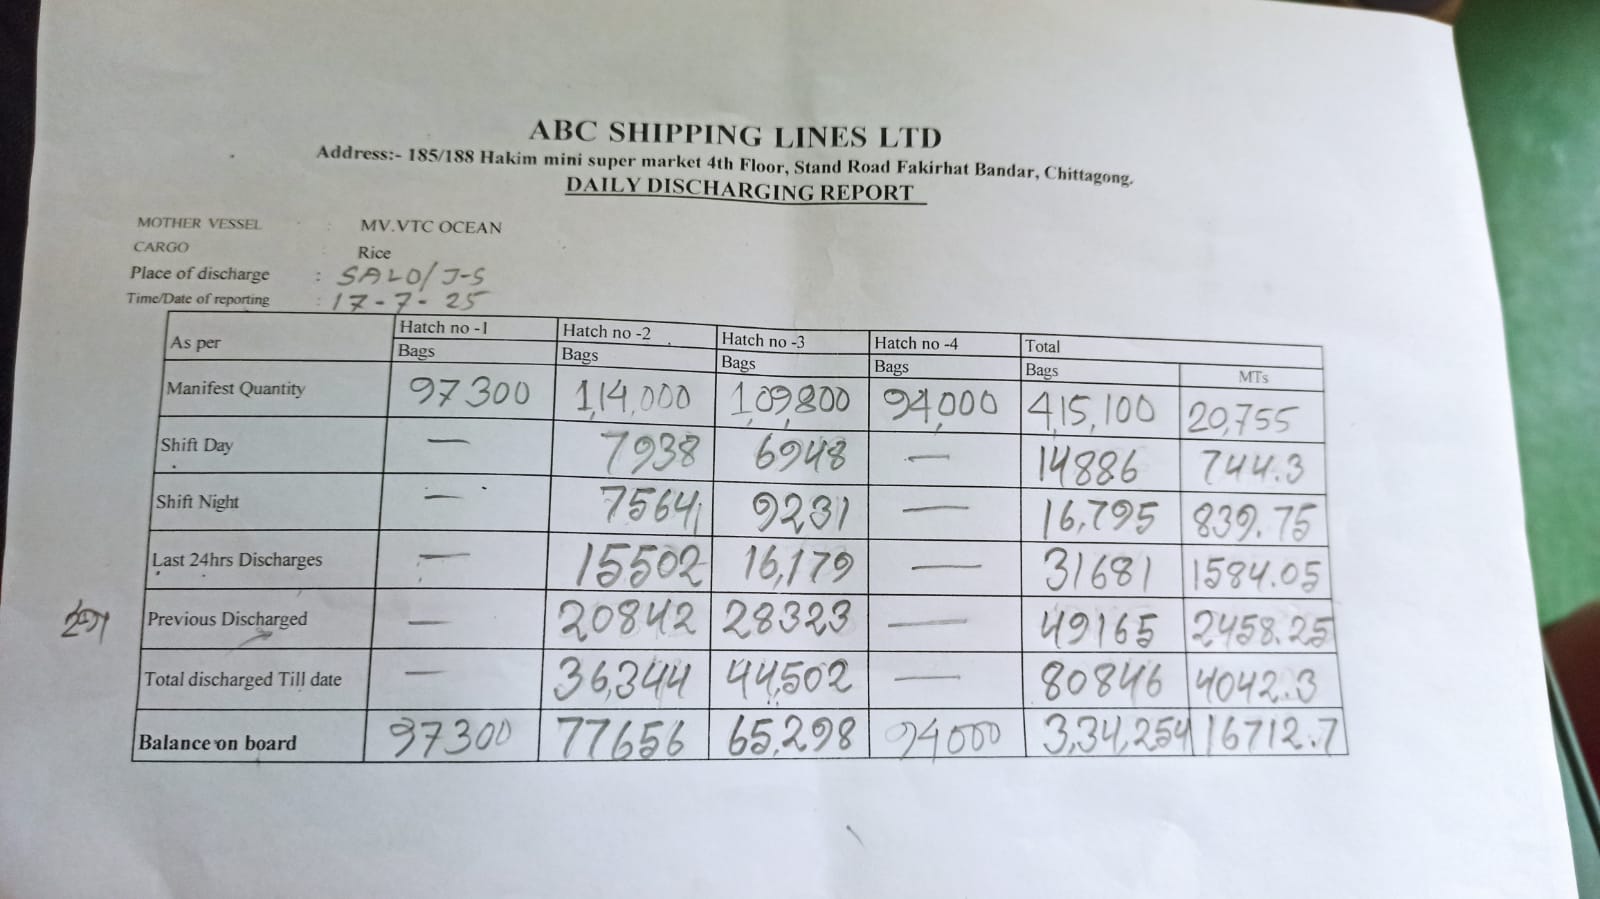 ABC SHIPPING LINES LTD
Address:- 185/188 Hakim mini super market 4th Floor, Stand Road Fakirhat Bandar, Chittagong.
DAILY DISCHARGING REPORT
MOTHER VESSEL : MV.VTC OCEAN
CARGO : Rice
Place of discharge : SALO/J-S
Time/Date of reporting : 17-7-25
As per Hatch no -1 Hatch no -2 Hatch no -3 Hatch no -4 Total
Bags Bags Bags Bags Bags MTs
Manifest Quantity 97300 1,14,000 1,09,800 94,000 4,15,100 20,755
Shift Day — 7938 6948 — 14886 744.3
Shift Night — 7564 9231 — 16,795 839.75
Last 24hrs Discharges — 15502 16,179 — 31681 1584.05
Previous Discharged — 20842 28323 — 49165 2458.25
Total discharged Till date — 36,344 44,502 — 80846 4042.3
Balance on board 97300 77656 65,298 94000 3,34,254 16712.7